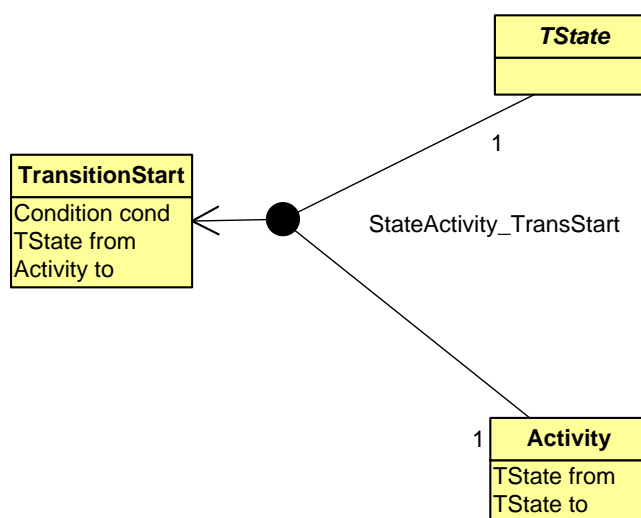 TState
1
TransitionStart
Condition cond
TState from
Activity to
StateActivity_TransStart
1
Activity
TState from
TState to